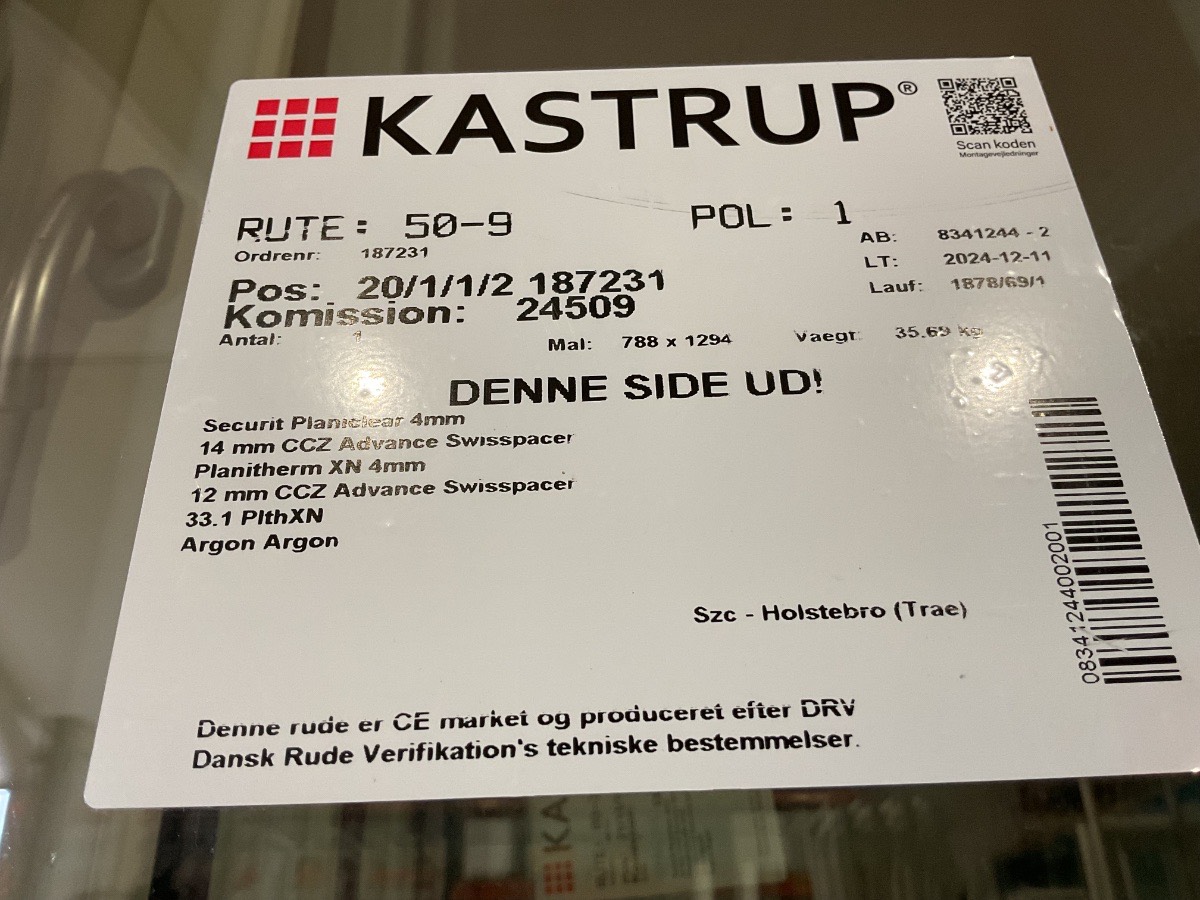 KASTRUP®
Scan koden
Montagevejledninger
RUTE: 50-9
POL: 1
Ordrenr: 187231
AB: 8341244 - 2
LT: 2024-12-11
Lauf: 1878/69/1
Pos: 20/1/1/2 187231
Komission: 24509
Antal: 1
Mal: 788 x 1294
Vaegr: 35.69 kg
DENNE SIDE UD!
Securit Planiclear 4mm
14 mm CCZ Advance Swisspacer
Planitherm XN 4mm
12 mm CCZ Advance Swisspacer
33.1 PlthXN
Argon Argon
Szc - Holstebro (Trae)
08341244002001
Denne rude er CE market og produceret efter DRV
Dansk Rude Verifikation's tekniske bestemmelser.
KA